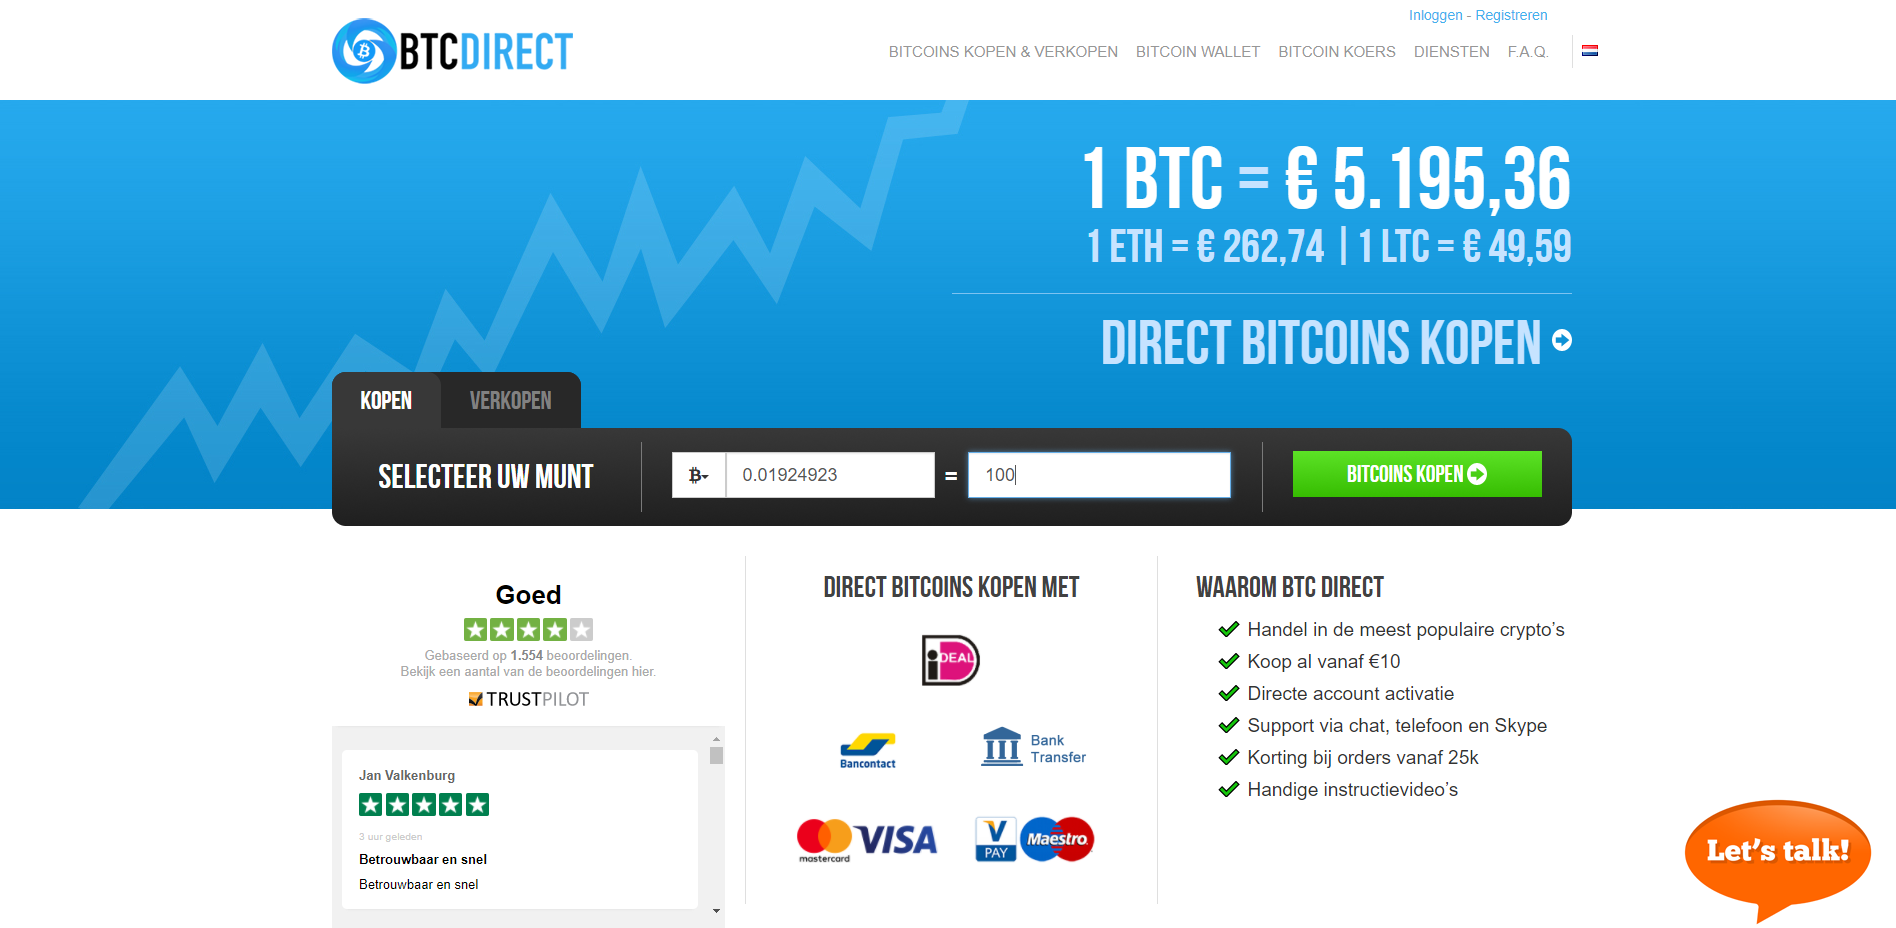 Inloggen - Registreren
BTCDIRECT
BITCOINS KOPEN & VERKOPEN BITCOIN WALLET BITCOIN KOERS DIENSTEN F.A.Q.
1 BTC = € 5.195,36
1 ETH = € 262,74 | 1 LTC = € 49,59
DIRECT BITCOINS KOPEN
KOPEN VERKOPEN
SELECTEER UW MUNT 0.01924923 = 100 BITCOINS KOPEN
Goed
Gebaseerd op 1.554 beoordelingen.
Bekijk een aantal van de beoordelingen hier.
TRUSTPILOT
Jan Valkenburg
3 uur geleden
Betrouwbaar en snel
Betrouwbaar en snel
DIRECT BITCOINS KOPEN MET
iDEAL
Bancontact
Bank
Transfer
mastercard
VISA
V PAY
Maestro
WAAROM BTC DIRECT
Handel in de meest populaire crypto's
Koop al vanaf €10
Directe account activatie
Support via chat, telefoon en Skype
Korting bij orders vanaf 25k
Handige instructievideo's
Let's talk!